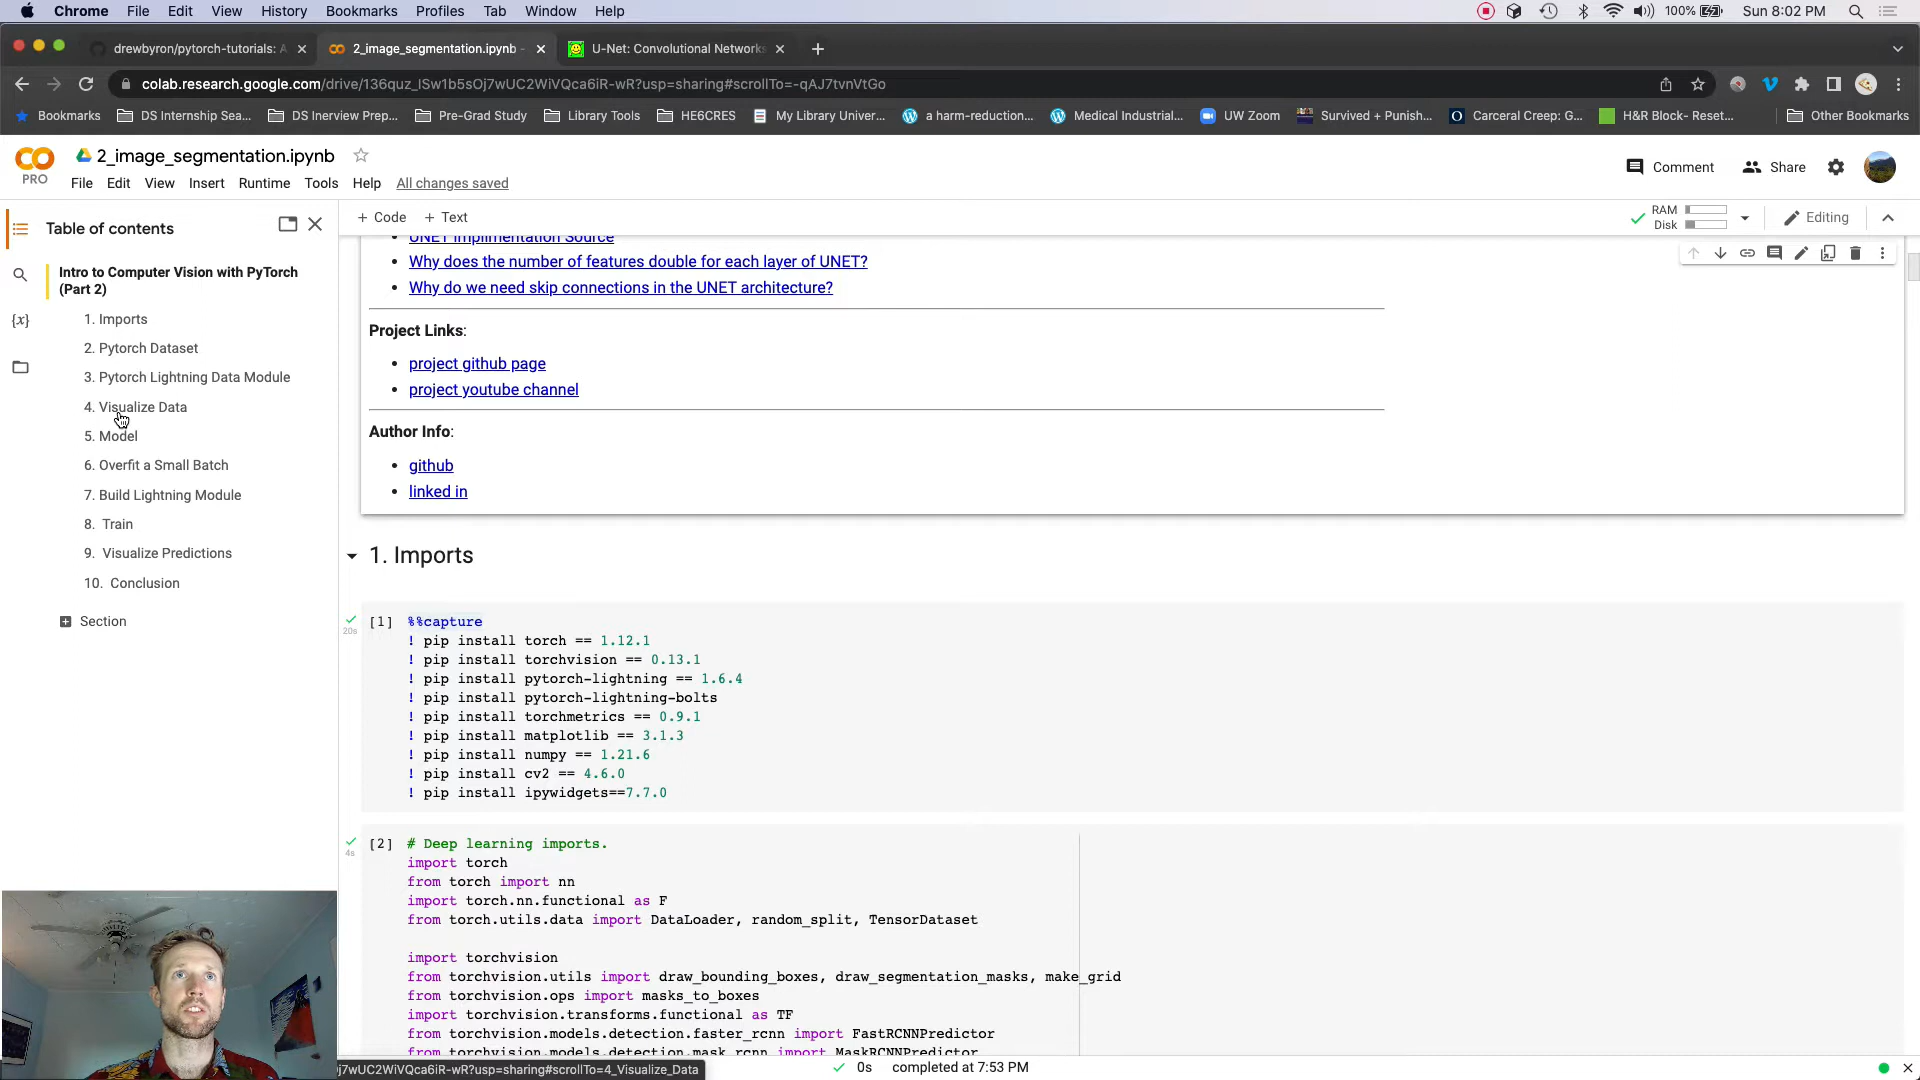 Chrome File Edit View History Bookmarks Profiles Tab Window Help 100% Sun 8:02 PM
drewbyron/pytorch-tutorials: A 2_image_segmentation.ipynb - U-Net: Convolutional Networks
colab.research.google.com/drive/136quz_lSw1b5sOj7wUC2WiVQca6iR-wR?usp=sharing#scrollTo=-qAJ7tvnVtGo
Bookmarks DS Internship Sea... DS Inerview Prep... Pre-Grad Study Library Tools HE6CRES My Library Univer... a harm-reduction... Medical Industrial... UW Zoom Survived + Punish... Carceral Creep: G... H&R Block- Reset... Other Bookmarks
2_image_segmentation.ipynb
PRO
File Edit View Insert Runtime Tools Help All changes saved
Comment Share
Table of contents
+ Code + Text
RAM
Disk
Editing
Intro to Computer Vision with PyTorch
(Part 2)
1. Imports
2. Pytorch Dataset
3. Pytorch Lightning Data Module
4. Visualize Data
5. Model
6. Overfit a Small Batch
7. Build Lightning Module
8. Train
9. Visualize Predictions
10. Conclusion
Section
{x}
• UNET Implimentation Source
• Why does the number of features double for each layer of UNET?
• Why do we need skip connections in the UNET architecture?
Project Links:
• project github page
• project youtube channel
Author Info:
• github
• linked in
1. Imports
20s
[1] %%capture
! pip install torch == 1.12.1
! pip install torchvision == 0.13.1
! pip install pytorch-lightning == 1.6.4
! pip install pytorch-lightning-bolts
! pip install torchmetrics == 0.9.1
! pip install matplotlib == 3.1.3
! pip install numpy == 1.21.6
! pip install cv2 == 4.6.0
! pip install ipywidgets==7.7.0
4s
[2] # Deep learning imports.
import torch
from torch import nn
import torch.nn.functional as F
from torch.utils.data import DataLoader, random_split, TensorDataset
import torchvision
from torchvision.utils import draw_bounding_boxes, draw_segmentation_masks, make_grid
from torchvision.ops import masks_to_boxes
import torchvision.transforms.functional as TF
from torchvision.models.detection.faster_rcnn import FastRCNNPredictor
from torchvision.models.detection.mask_rcnn import MaskRCNNPredictor
j7wUC2WiVQca6iR-wR?usp=sharing#scrollTo=4_Visualize_Data
0s completed at 7:53 PM